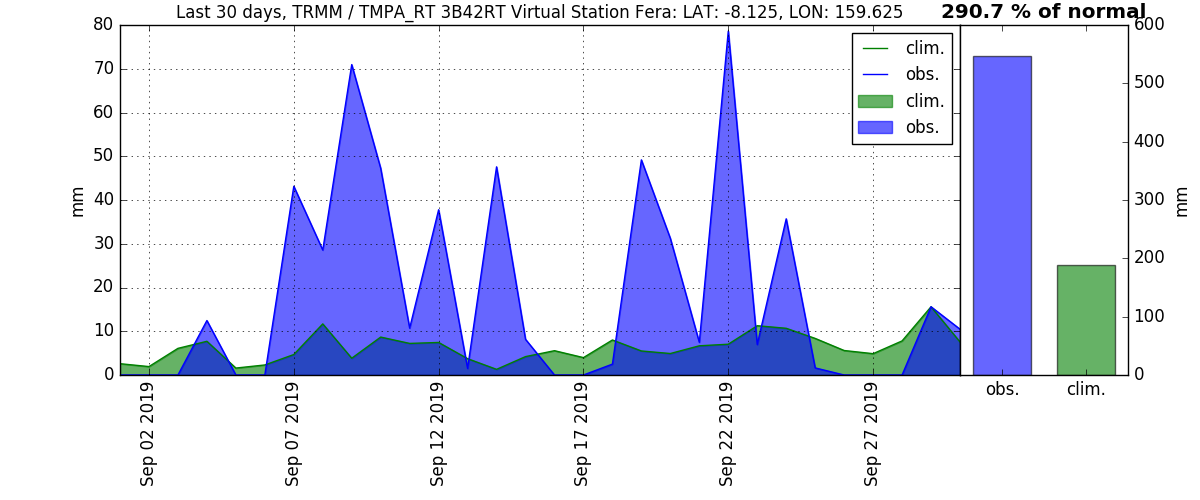 Last 30 days, TRMM / TMPA_RT 3B42RT Virtual Station Fera: LAT: -8.125, LON: 159.625
290.7 % of normal
80
70
60
50
40
30
20
10
0
mm
clim.
obs.
clim.
obs.
600
500
400
300
200
100
0
mm
obs.
clim.
Sep 02 2019
Sep 07 2019
Sep 12 2019
Sep 17 2019
Sep 22 2019
Sep 27 2019